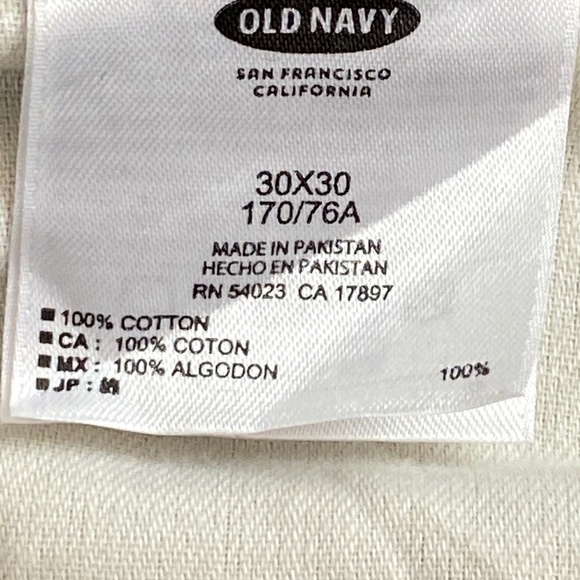 OLD NAVY
SAN FRANCISCO
CALIFORNIA
30X30
170/76A
MADE IN PAKISTAN
HECHO EN PAKISTAN
RN 54023 CA 17897
100% COTTON
CA : 100% COTON
MX : 100% ALGODON
JP : 綿 100%